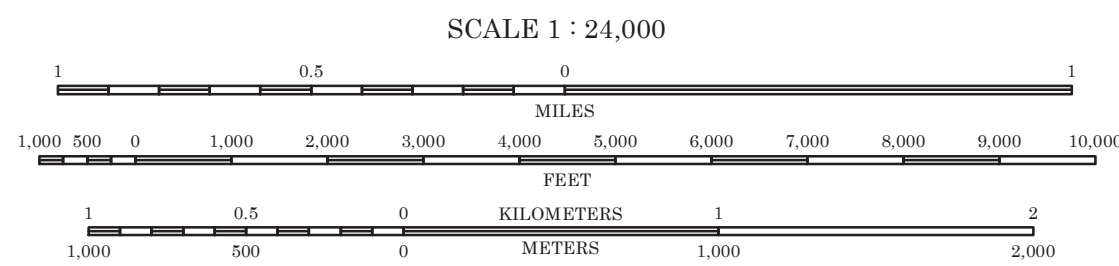 SCALE 1 : 24,000
1 0.5 0 1
MILES
1,000 500 0 1,000 2,000 3,000 4,000 5,000 6,000 7,000 8,000 9,000 10,000
FEET
1 0.5 0 KILOMETERS 1 2
1,000 500 0 METERS 1,000 2,000